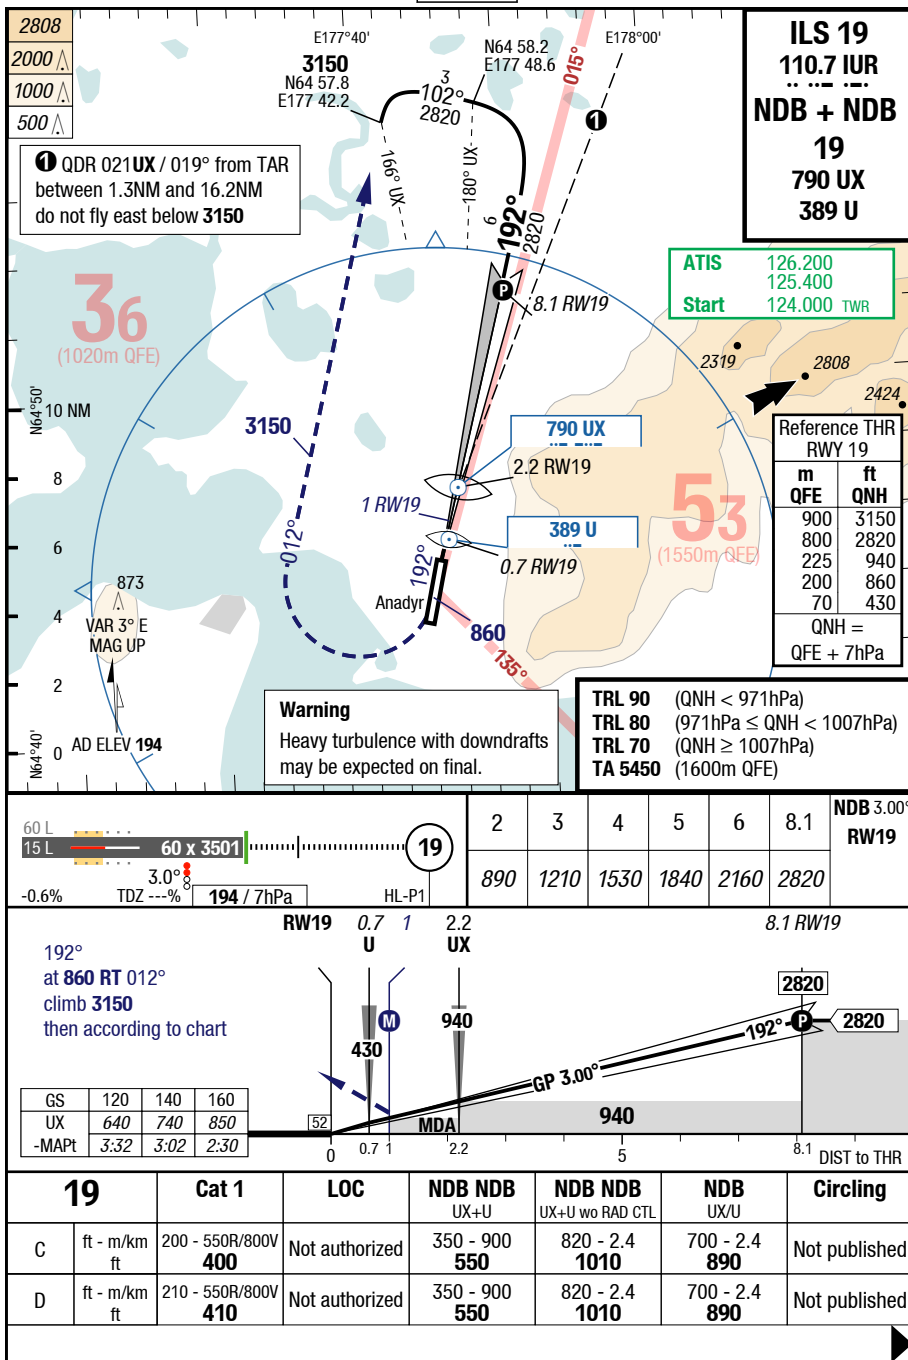 2808
2000
1000
500
E177°40'
3150
N64 57.8
E177 42.2
N64 58.2
E177 48.6
E178°00'
3
102°
2820
015°
1
166° UX
180° UX
6
192°
2820
ILS 19
110.7 IUR
NDB + NDB
19
790 UX
389 U
1 QDR 021UX / 019° from TAR
between 1.3NM and 16.2NM
do not fly east below 3150
ATIS 126.200
125.400
Start 124.000 TWR
36
(1020m QFE)
P
8.1 RW19
2319
2808
2424
N64°50'
10 NM
3150
790 UX
2.2 RW19
1 RW19
389 U
0.7 RW19
53
(1550m QFE)
Reference THR
RWY 19
m ft
QFE QNH
900 3150
800 2820
225 940
200 860
70 430
QNH =
QFE + 7hPa
8
6
4
2
0
N64°40'
012°
192°
873
VAR 3° E
MAG UP
Anadyr
860
135°
AD ELEV 194
Warning
Heavy turbulence with downdrafts
may be expected on final.
TRL 90 (QNH < 971hPa)
TRL 80 (971hPa ≤ QNH < 1007hPa)
TRL 70 (QNH ≥ 1007hPa)
TA 5450 (1600m QFE)
60 L
15 L
60 x 3501
19
3.0°
-0.6%
TDZ ---%
194 / 7hPa
HL-P1
2 3 4 5 6 8.1 NDB 3.00°
RW19
890 1210 1530 1840 2160 2820
RW19 0.7 1 2.2 8.1 RW19
U UX
192°
at 860 RT 012°
climb 3150
then according to chart
2820
M
940
430
192°
P
2820
GP 3.00°
940
52
MDA
0 0.7 1 2.2 5 8.1 DIST to THR
GS 120 140 160
UX 640 740 850
-MAPt 3:32 3:02 2:30
19 Cat 1 LOC NDB NDB NDB NDB NDB Circling
UX+U UX+U wo RAD CTL UX/U
C ft - m/km 200 - 550R/800V Not authorized 350 - 900 820 - 2.4 700 - 2.4 Not published
ft 400 550 1010 890
D ft - m/km 210 - 550R/800V Not authorized 350 - 900 820 - 2.4 700 - 2.4 Not published
ft 410 550 1010 890